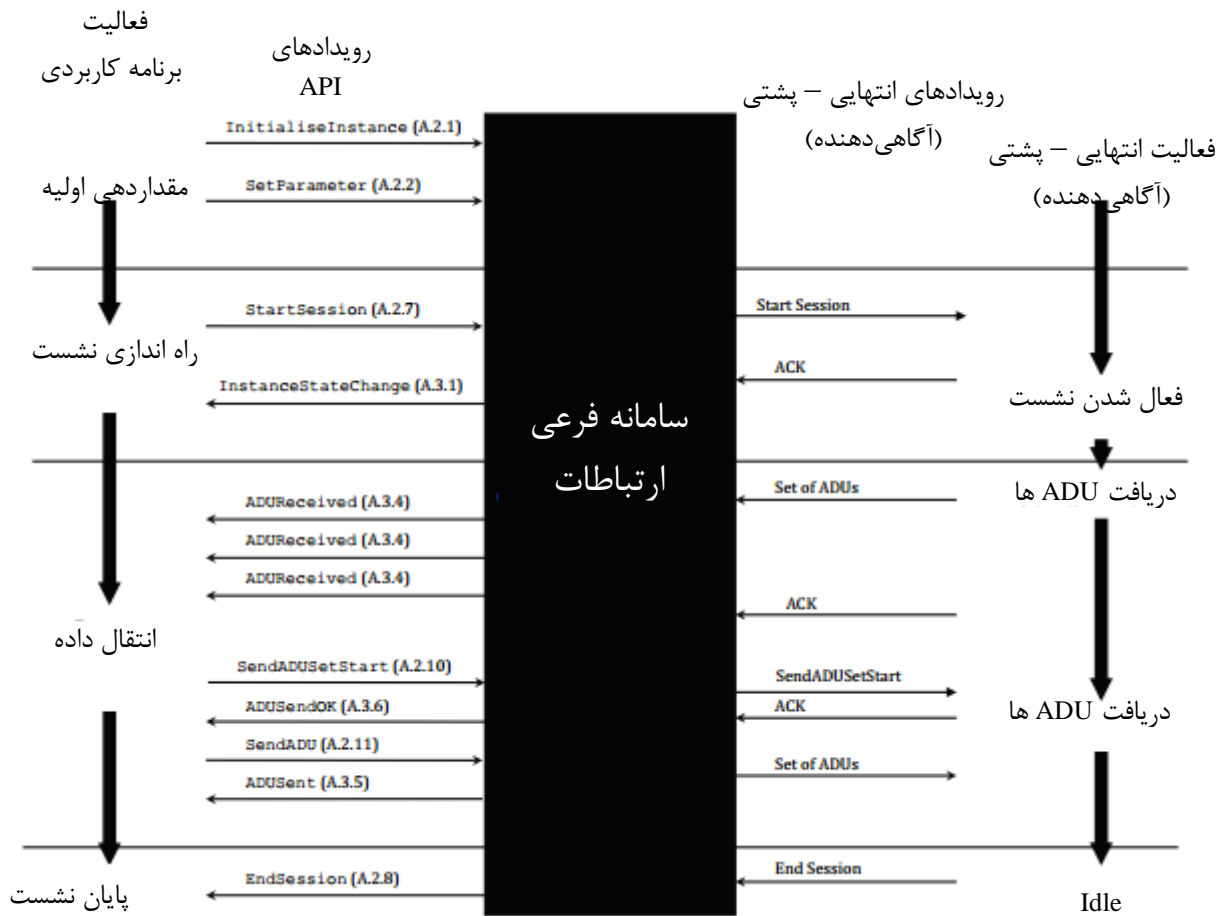 فعالیت
برنامه کاربردی
رویدادهای
API
رویدادهای انتهایی – پشتی
(آگاهی‌دهنده)
فعالیت انتهایی – پشتی
(آگاهی‌دهنده)
InitialiseInstance (A.2.1)
مقداردهی اولیه
SetParameter (A.2.2)
StartSession (A.2.7)
Start Session
راه اندازی نشست
ACK
InstanceStateChange (A.3.1)
فعال شدن نشست
سامانه فرعی
ارتباطات
ADUReceived (A.3.4)
Set of ADUs
دریافت ADU ها
ADUReceived (A.3.4)
ADUReceived (A.3.4)
ACK
انتقال داده
SendADUSetStart (A.2.10)
SendADUSetStart
ADUSendOK (A.3.6)
ACK
دریافت ADU ها
SendADU (A.2.11)
Set of ADUs
ADUSent (A.3.5)
EndSession (A.2.8)
End Session
پایان نشست
Idle